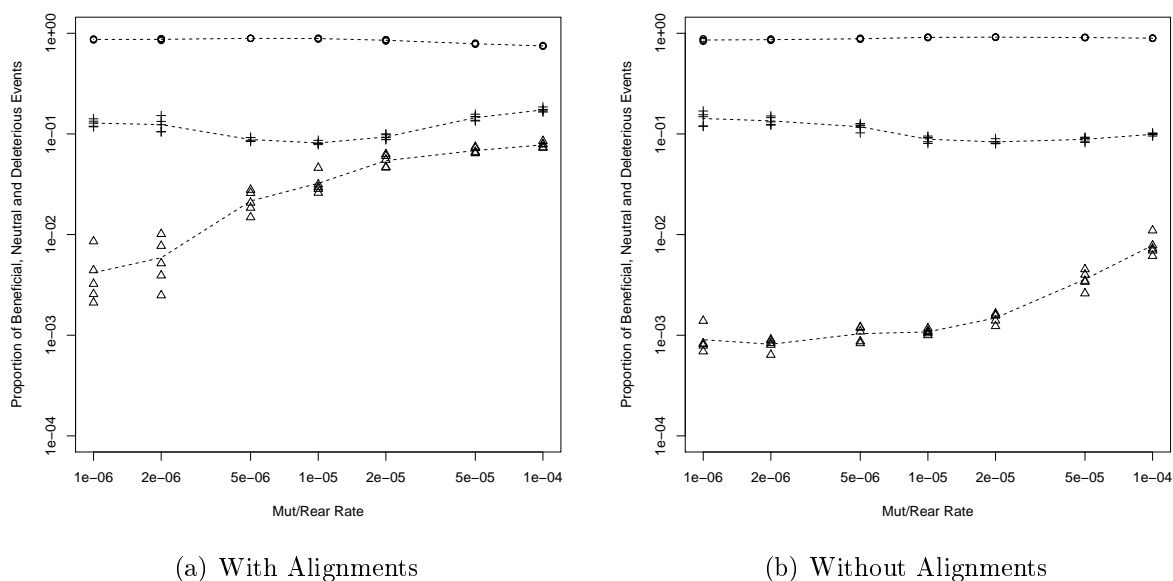 Proportion of Beneficial, Neutral and Deleterious Events
1e+00
1e−01
1e−02
1e−03
1e−04
1e−06 2e−06 5e−06 1e−05 2e−05 5e−05 1e−04
Mut/Rear Rate
(a) With Alignments
Proportion of Beneficial, Neutral and Deleterious Events
1e+00
1e−01
1e−02
1e−03
1e−04
1e−06 2e−06 5e−06 1e−05 2e−05 5e−05 1e−04
Mut/Rear Rate
(b) Without Alignments